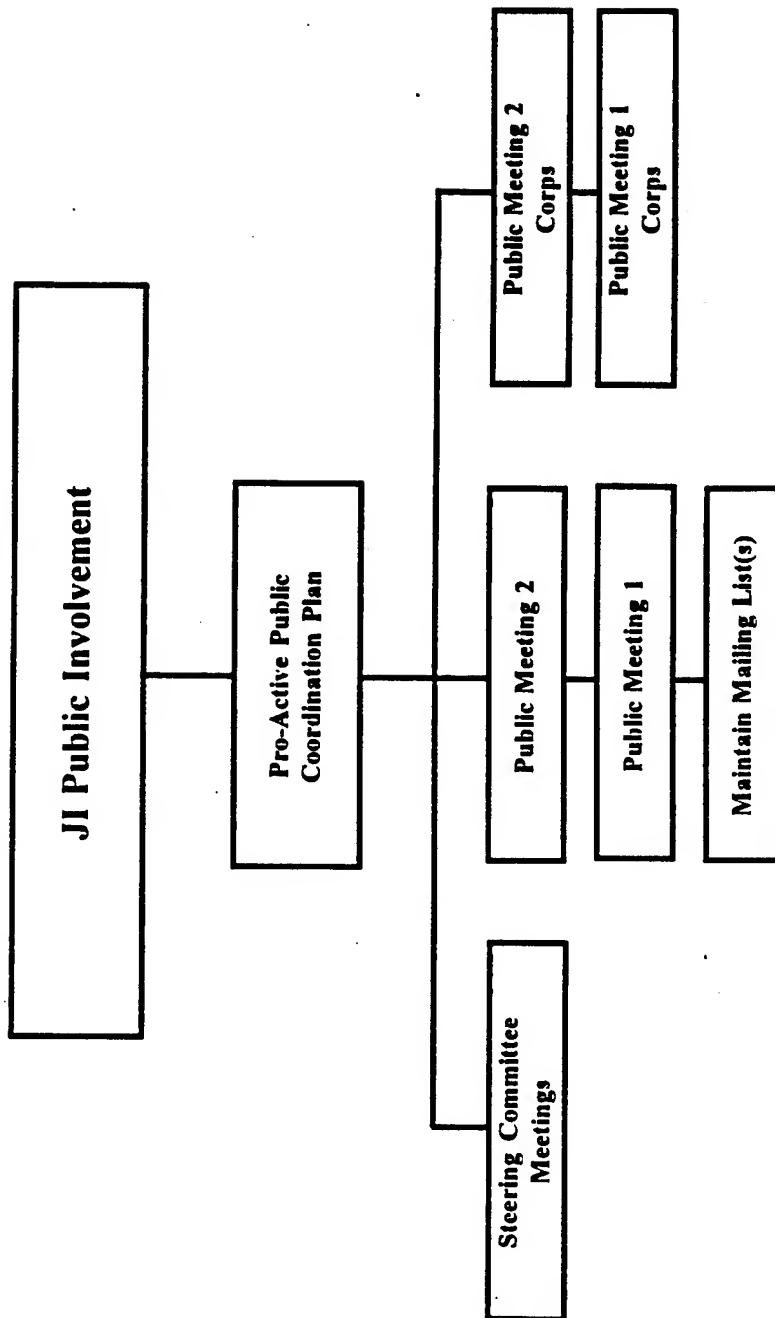 JI Public Involvement
Pro-Active Public
Coordination Plan
Steering Committee
Meetings
Public Meeting 2
Public Meeting 1
Maintain Mailing List(s)
Public Meeting 2
Corps
Public Meeting 1
Corps